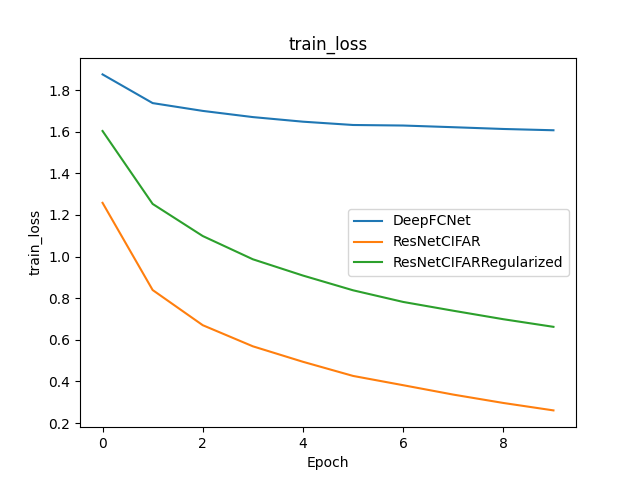 train_loss
1.8
1.6
1.4
1.2
1.0
0.8
0.6
0.4
0.2
train_loss
DeepFCNet
ResNetCIFAR
ResNetCIFARRegularized
0 2 4 6 8
Epoch